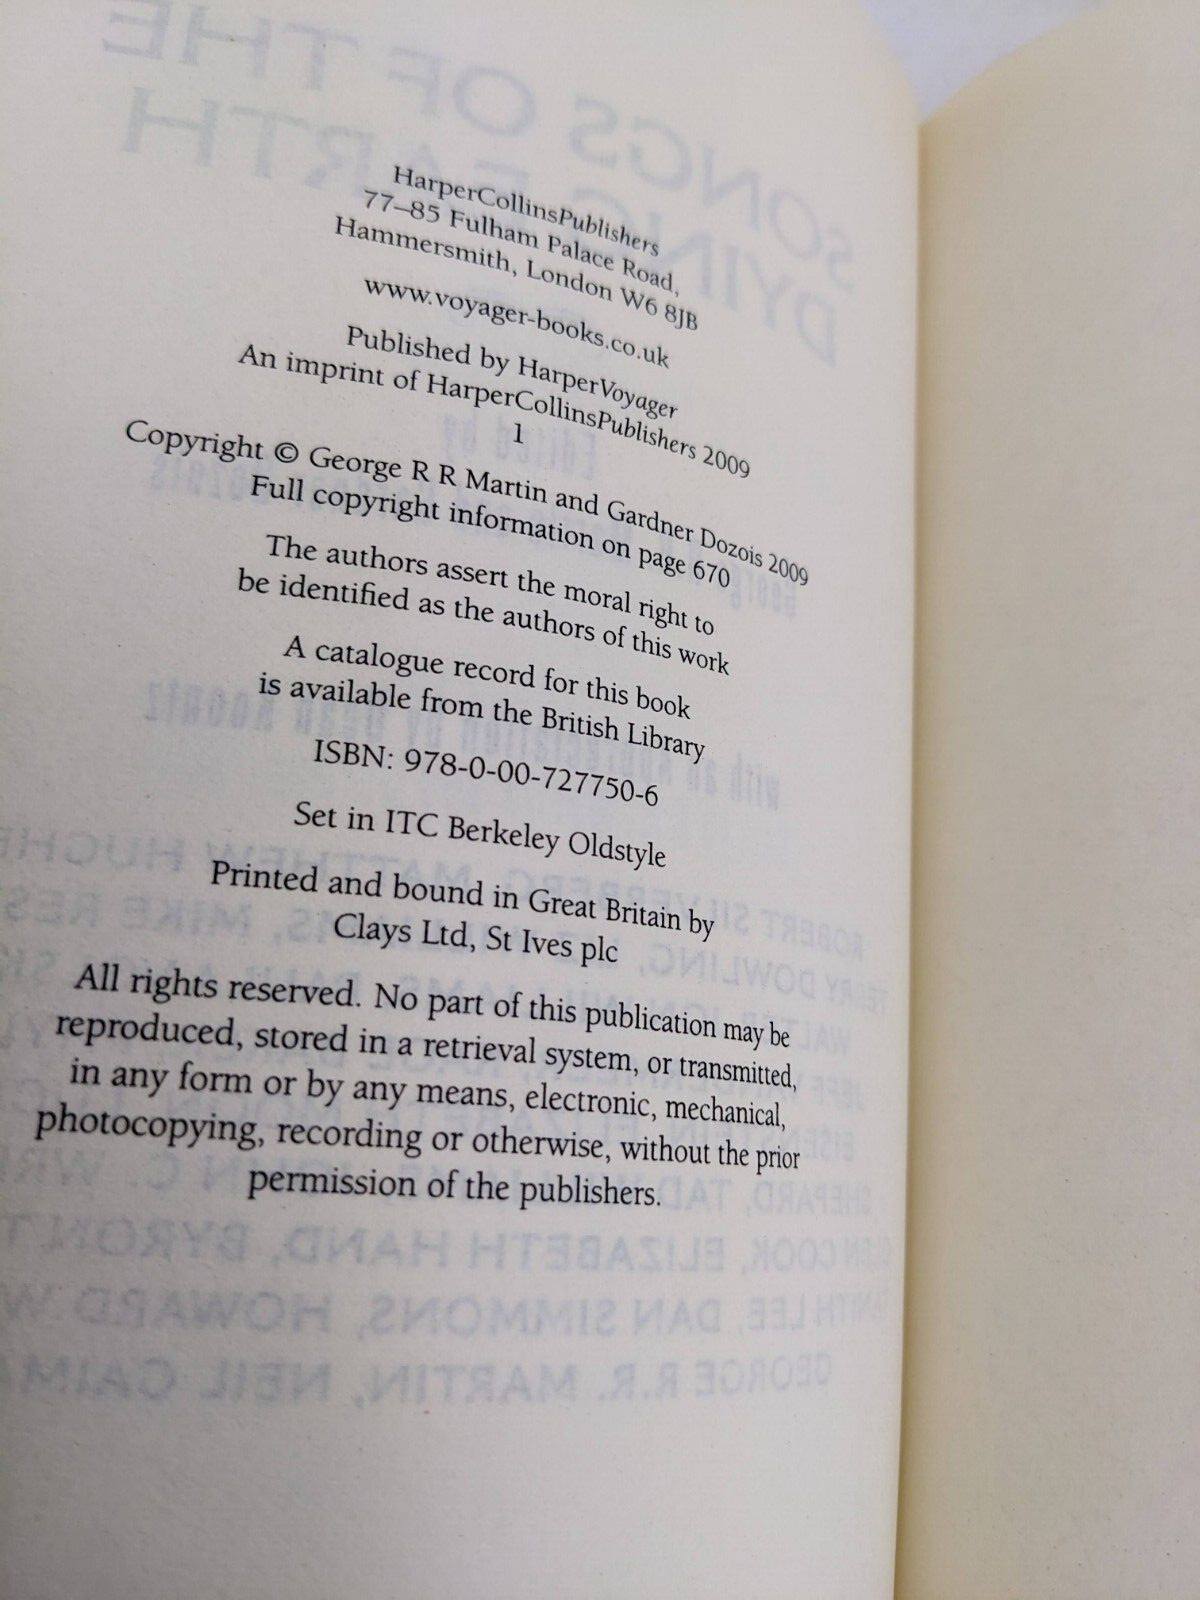 HarperCollinsPublishers
77–85 Fulham Palace Road,
Hammersmith, London W6 8JB
www.voyager-books.co.uk
Published by HarperVoyager
An imprint of HarperCollinsPublishers 2009
1
Copyright © George R R Martin and Gardner Dozois 2009
Full copyright information on page 670
The authors assert the moral right to
be identified as the authors of this work
A catalogue record for this book
is available from the British Library
ISBN: 978-0-00-727750-6
Set in ITC Berkeley Oldstyle
Printed and bound in Great Britain by
Clays Ltd, St Ives plc
All rights reserved. No part of this publication may be
reproduced, stored in a retrieval system, or transmitted,
in any form or by any means, electronic, mechanical,
photocopying, recording or otherwise, without the prior
permission of the publishers.